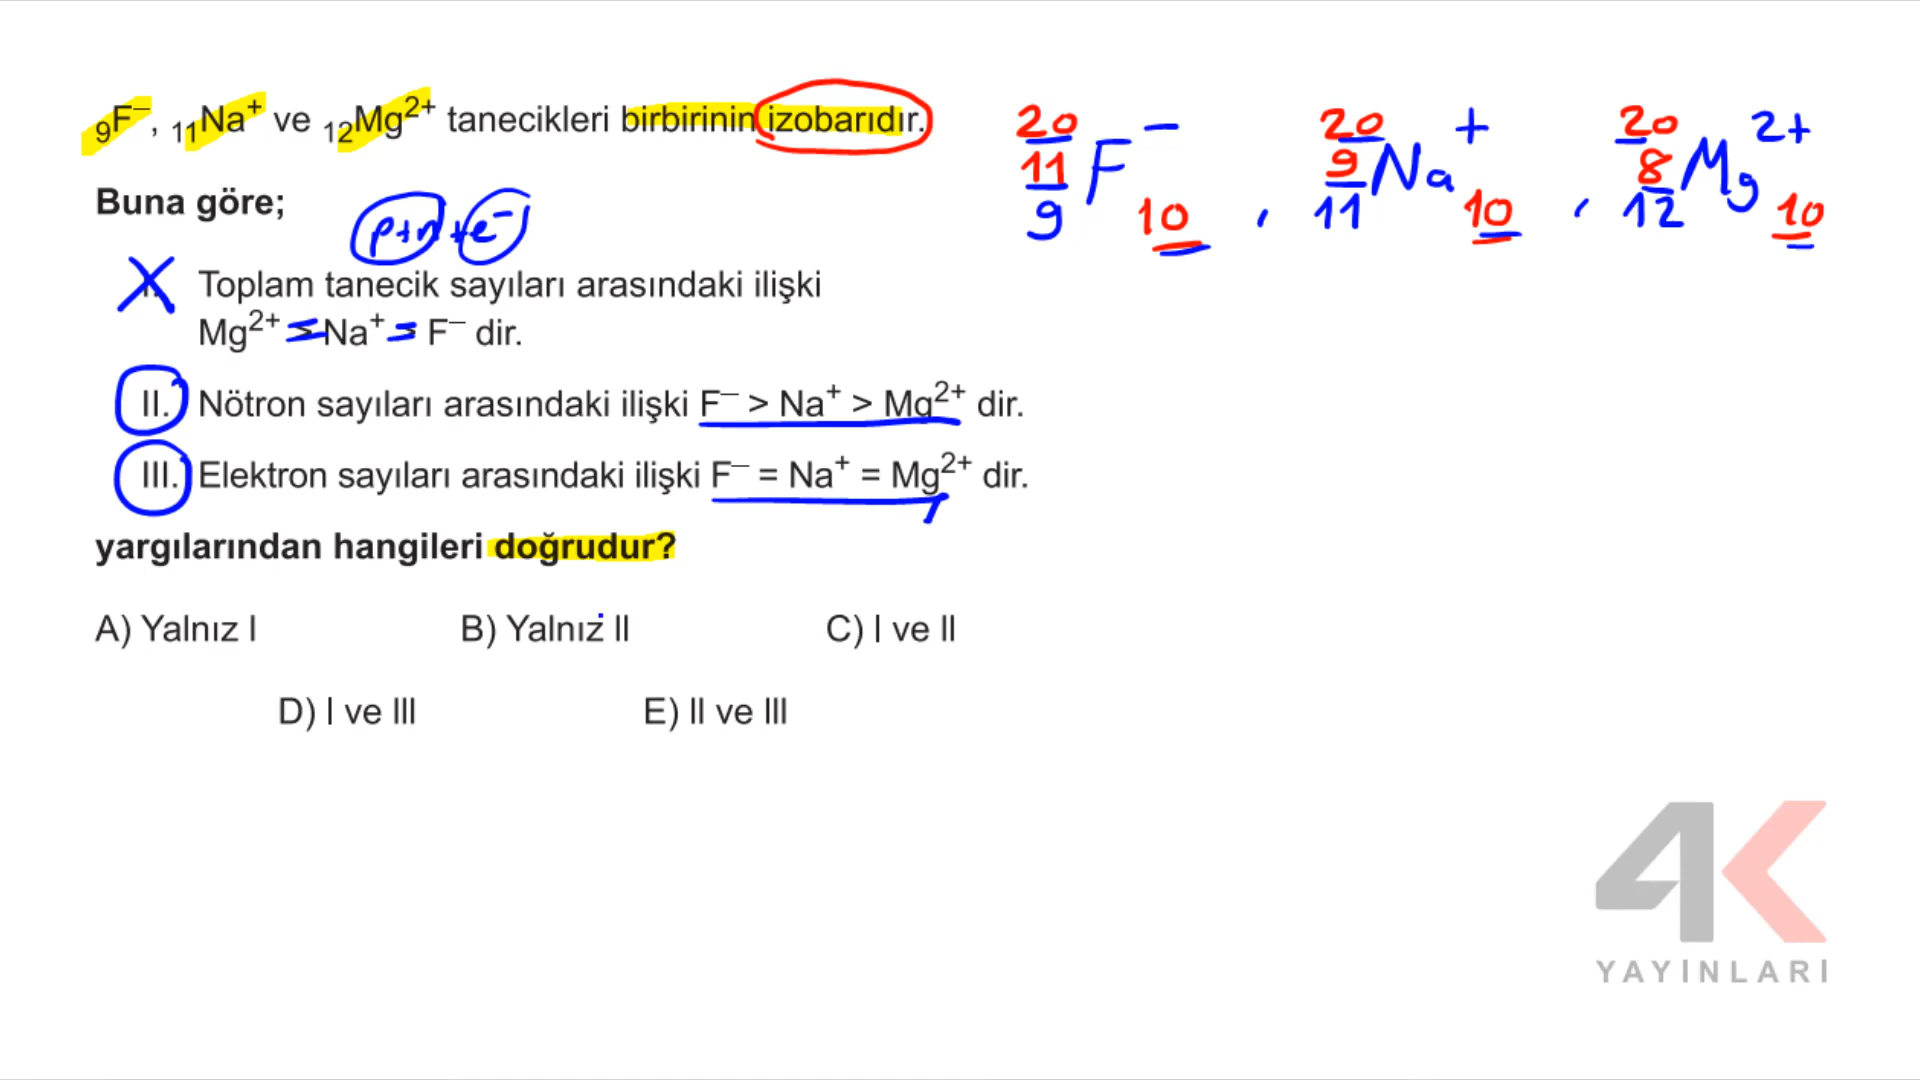 ₉F⁻, ₁₁Na⁺ ve ₁₂Mg²⁺ tanecikleri birbirinin izobarıdır.
20 11 9 F⁻ 10 , 20 9 11 Na⁺ 10 , 20 8 12 Mg²⁺ 10
Buna göre;
p+n+e⁻
Toplam tanecik sayıları arasındaki ilişki
Mg²⁺ = Na⁺ = F⁻ dir.
II. Nötron sayıları arasındaki ilişki F⁻ > Na⁺ > Mg²⁺ dir.
III. Elektron sayıları arasındaki ilişki F⁻ = Na⁺ = Mg²⁺ dir.
yargılarından hangileri doğrudur?
A) Yalnız I B) Yalnız II C) I ve II
D) I ve III E) II ve III
4K
YAYINLARI